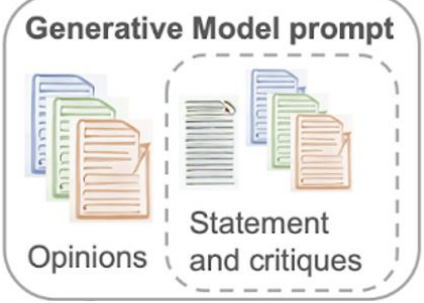 Generative Model prompt
Opinions
Statement
and critiques